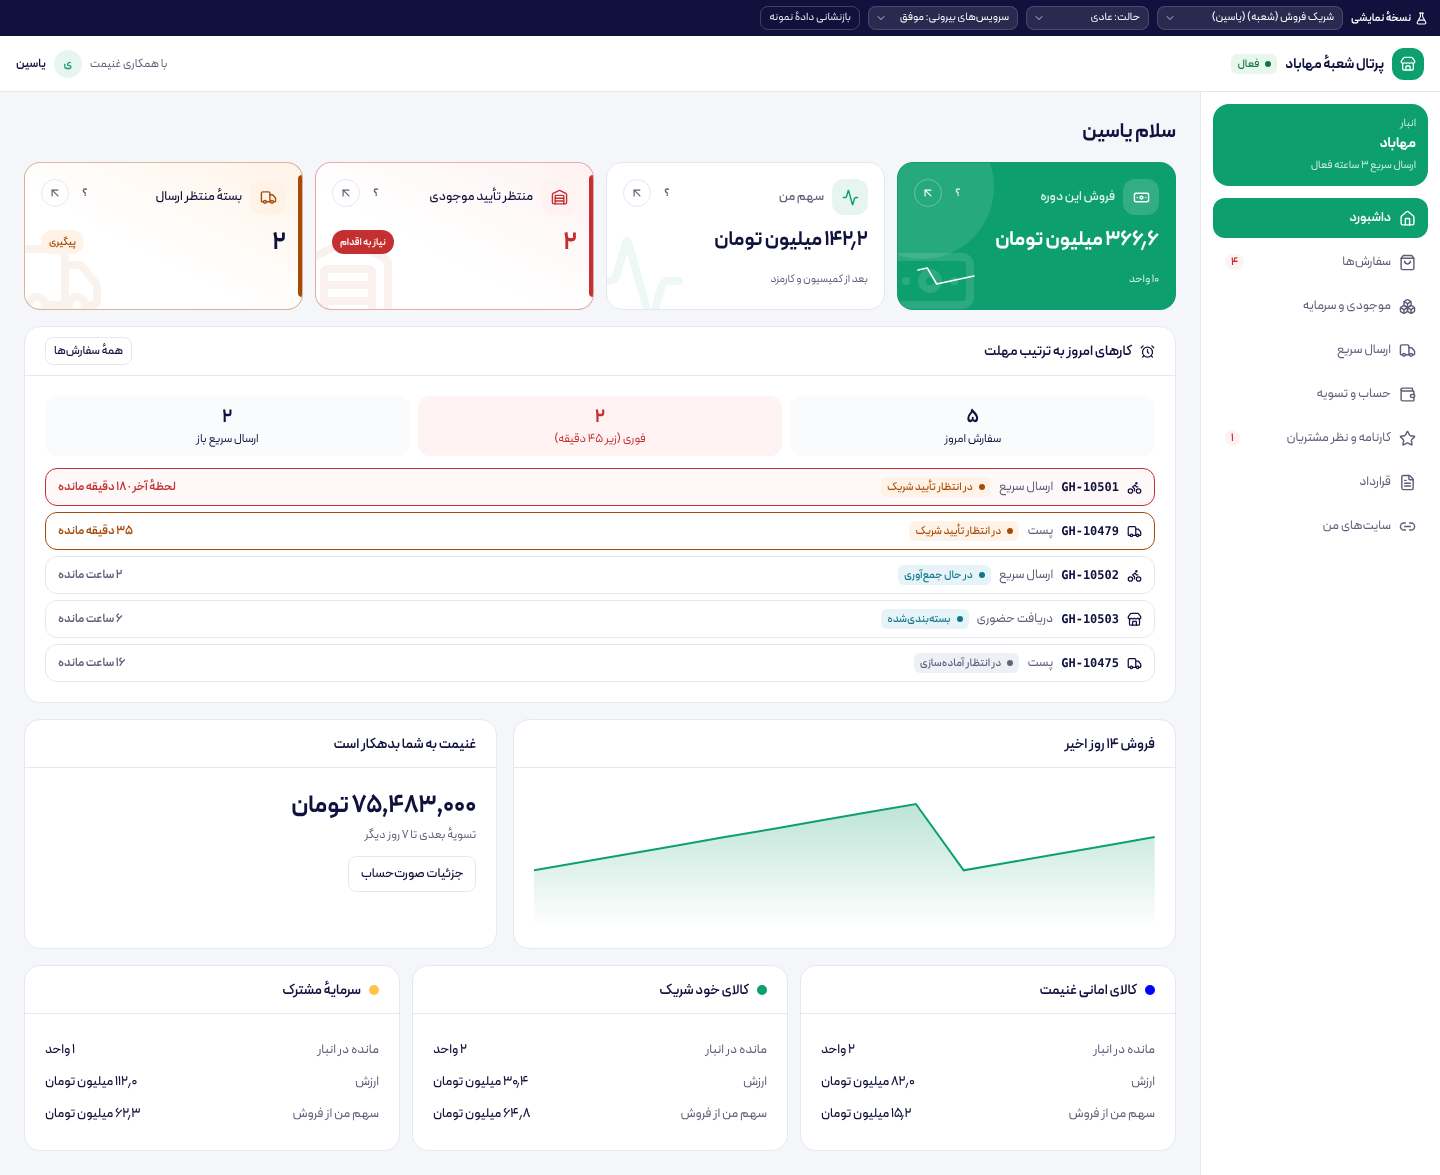 نسخهٔ نمایشی
شریک فروش (شعبه) (یاسین)
حالت: عادی
سرویس‌های بیرونی: موفق
بازنشانی دادهٔ نمونه
پرتال شعبهٔ مهاباد
فعال
با همکاری غنیمت
ی
یاسین
انبار
مهاباد
ارسال سریع ۳ ساعته فعال
داشبورد
سفارش‌ها
۴
موجودی و سرمایه
ارسال سریع
حساب و تسویه
کارنامه و نظر مشتریان
۱
قرارداد
سایت‌های من
سلام یاسین
فروش این دوره
؟
۳۶۶٫۶ میلیون تومان
۱۰ واحد
سهم من
؟
۱۴۲٫۲ میلیون تومان
بعد از کمیسیون و کارمزد
منتظر تأیید موجودی
؟
۲
نیاز به اقدام
بستهٔ منتظر ارسال
؟
۲
پیگیری
کارهای امروز به ترتیب مهلت
همهٔ سفارش‌ها
۵
سفارش امروز
۲
فوری (زیر ۴۵ دقیقه)
۲
ارسال سریع باز
GH-10501 ارسال سریع در انتظار تأیید شریک لحظهٔ آخر · ۱۸ دقیقه مانده
GH-10479 پست در انتظار تأیید شریک ۳۵ دقیقه مانده
GH-10502 ارسال سریع در حال جمع‌آوری ۲ ساعت مانده
GH-10503 دریافت حضوری بسته‌بندی‌شده ۶ ساعت مانده
GH-10475 پست در انتظار آماده‌سازی ۱۶ ساعت مانده
فروش ۱۴ روز اخیر
غنیمت به شما بدهکار است
۷۵,۴۸۳,۰۰۰ تومان
تسویهٔ بعدی تا ۷ روز دیگر
جزئیات صورت‌حساب
کالای امانی غنیمت
مانده در انبار ۲ واحد
ارزش ۸۲٫۰ میلیون تومان
سهم من از فروش ۱۵٫۲ میلیون تومان
کالای خود شریک
مانده در انبار ۲ واحد
ارزش ۳۰٫۴ میلیون تومان
سهم من از فروش ۶۴٫۸ میلیون تومان
سرمایهٔ مشترک
مانده در انبار ۱ واحد
ارزش ۱۱۲٫۰ میلیون تومان
سهم من از فروش ۶۲٫۳ میلیون تومان